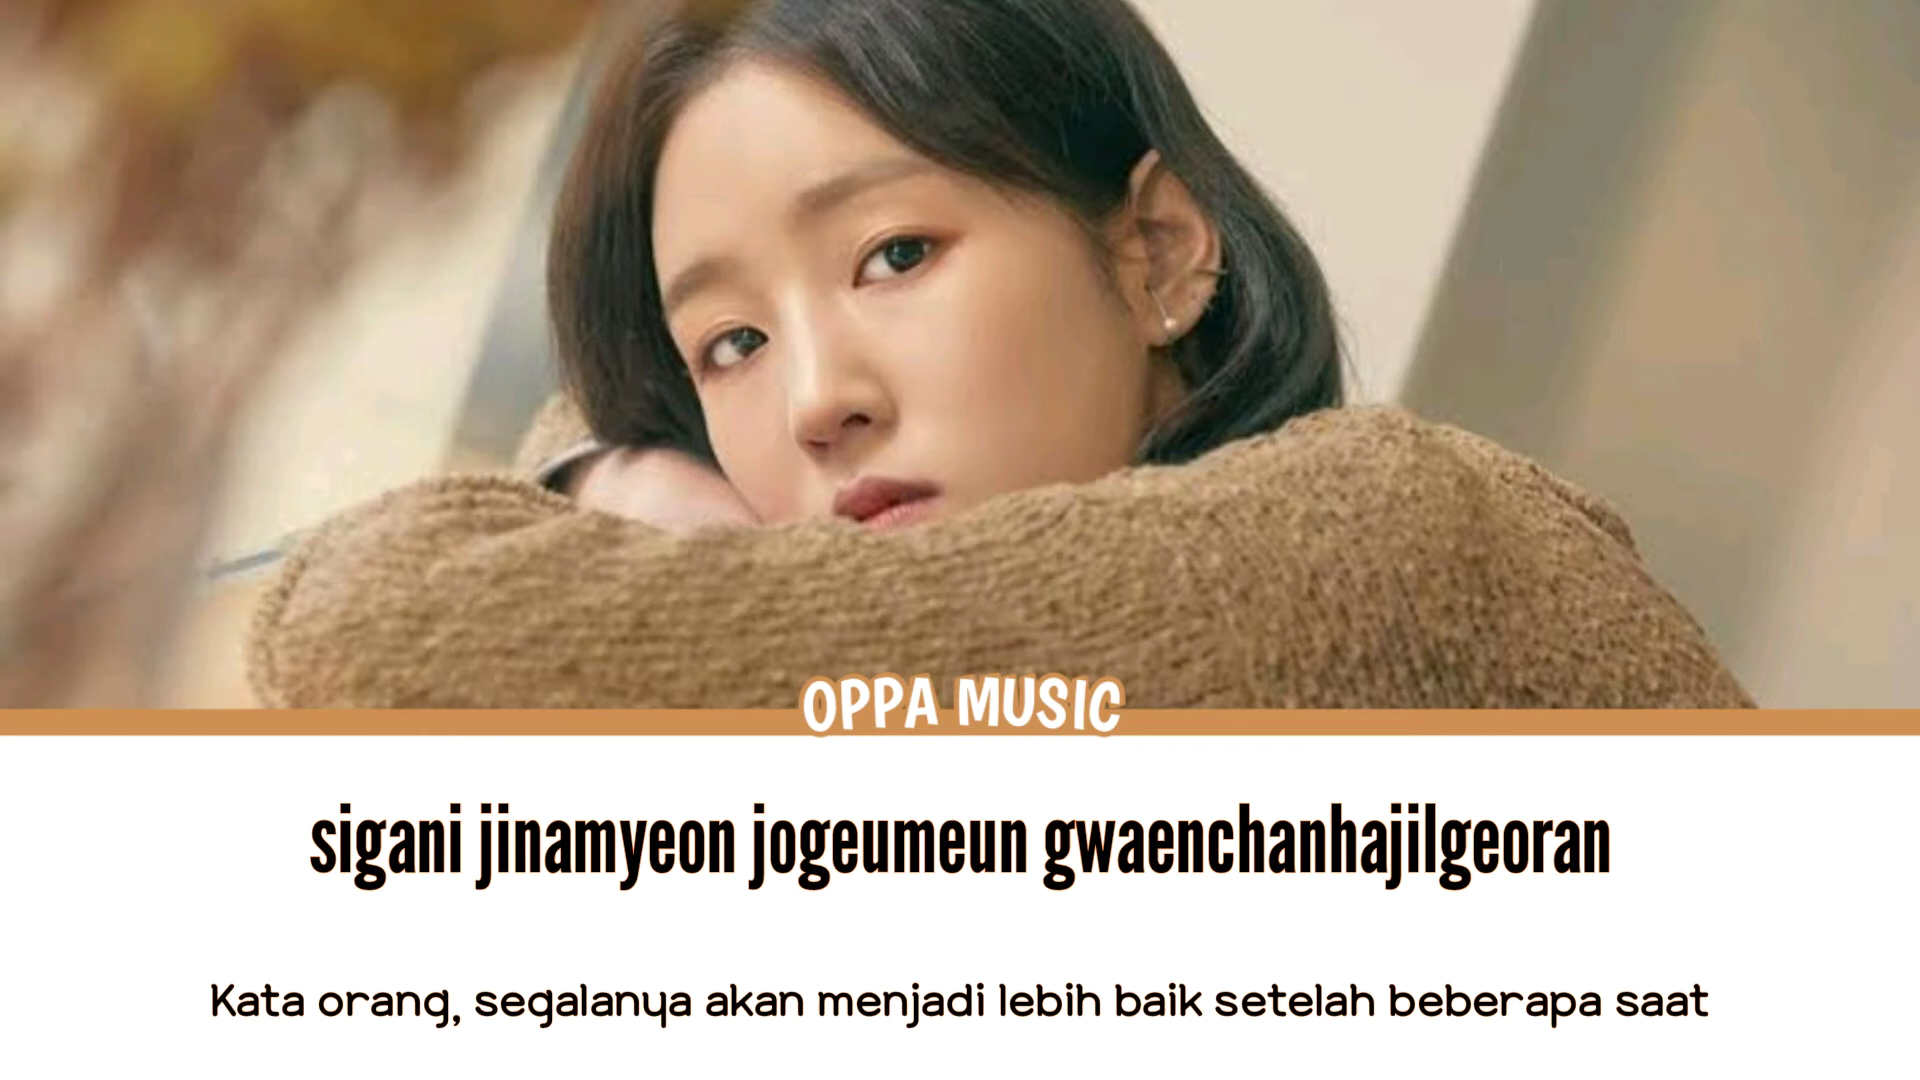 OPPA MUSIC
sigani jinamyeon jogeumeun gwaenchanhajilgeoran
Kata orang, segalanya akan menjadi lebih baik setelah beberapa saat